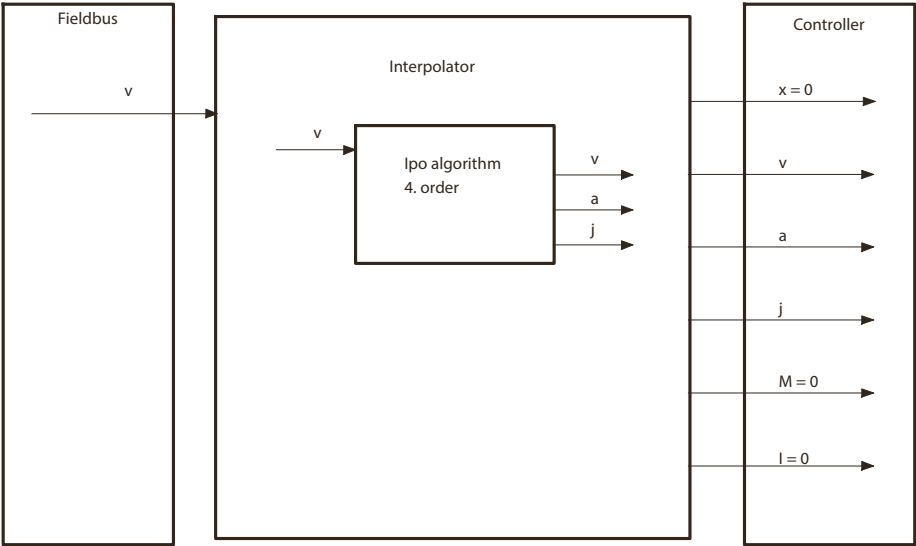 Fieldbus
v
Interpolator
v
Ipo algorithm
4. order
v
a
j
Controller
x = 0
v
a
j
M = 0
I = 0